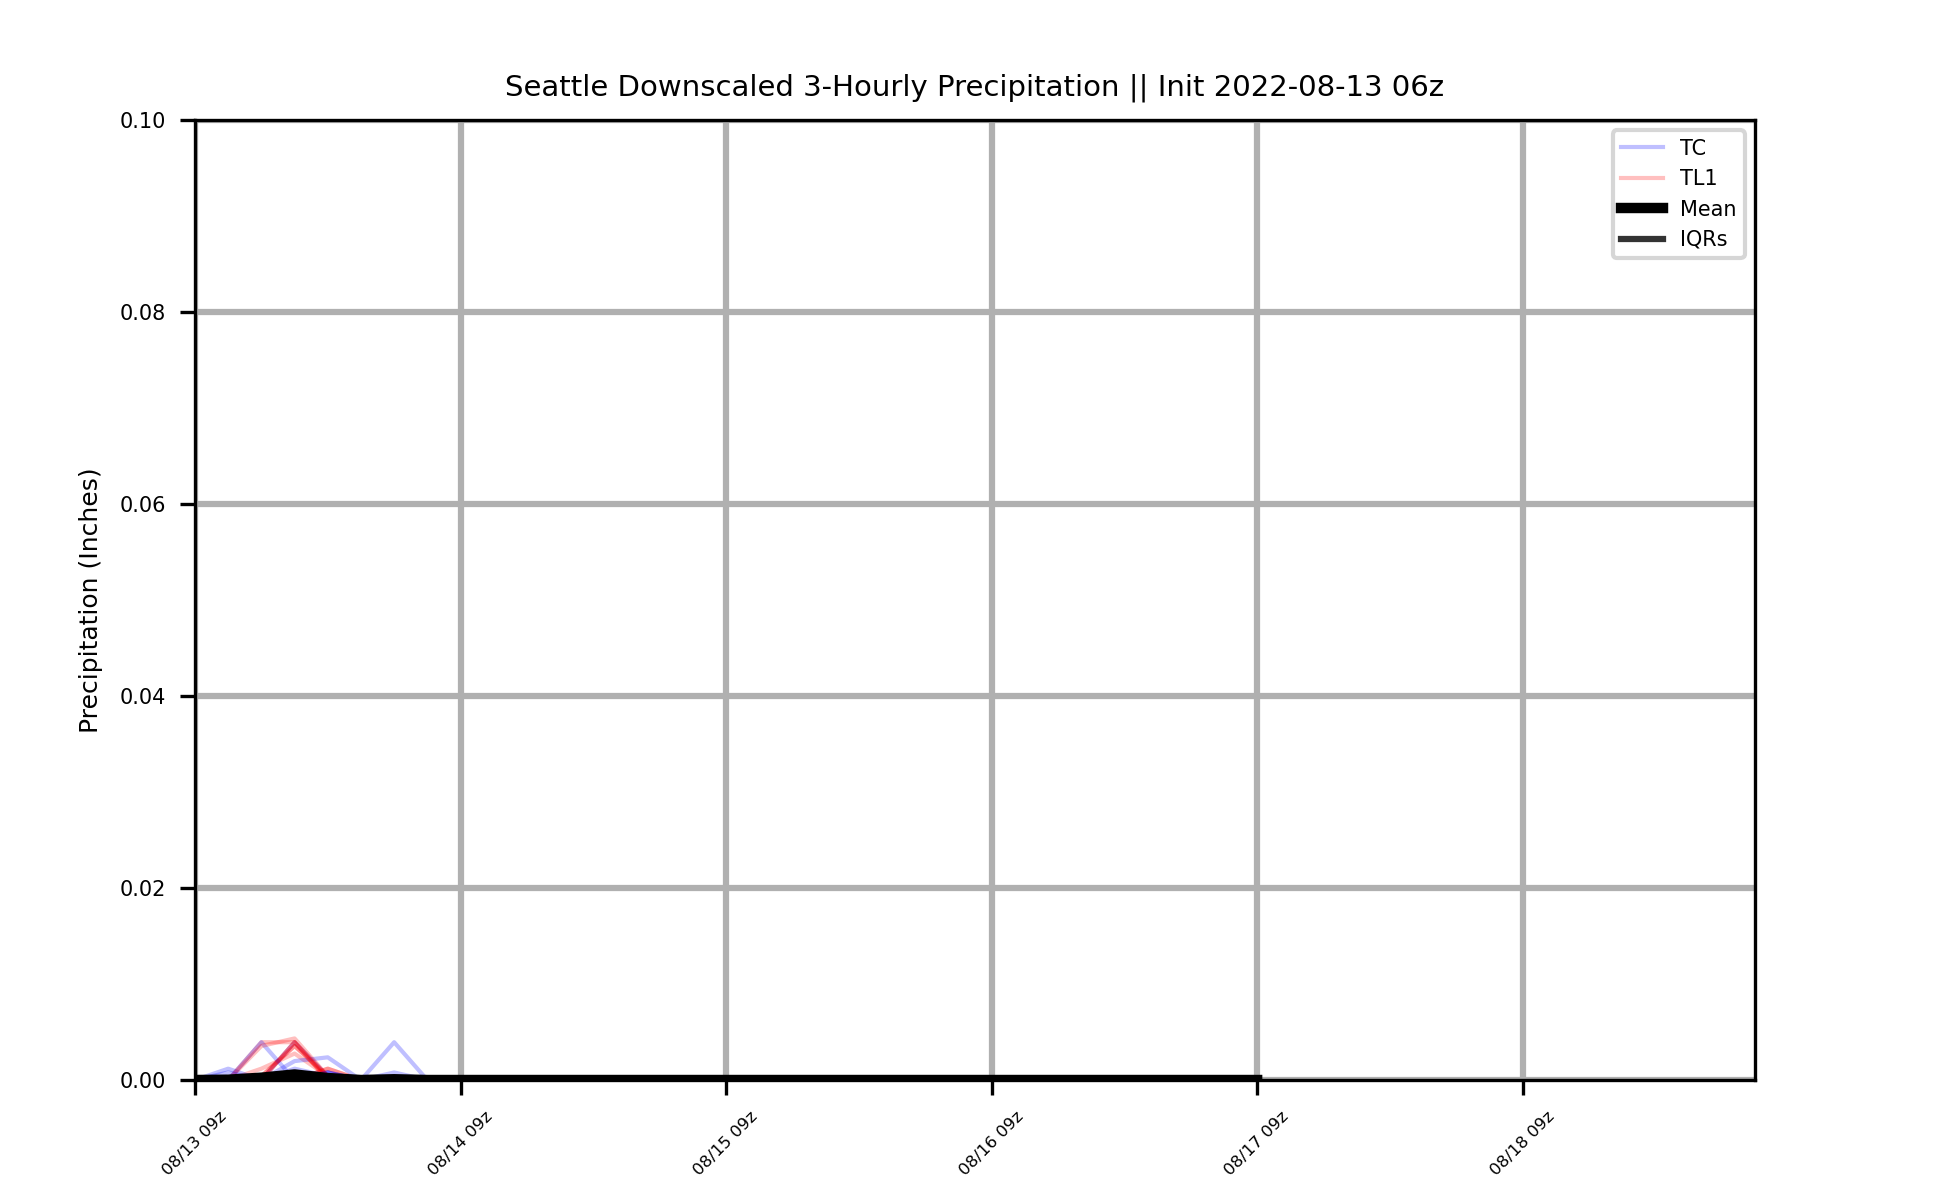 Seattle Downscaled 3-Hourly Precipitation || Init 2022-08-13 06z
0.10
0.08
0.06
0.04
0.02
0.00
Precipitation (Inches)
TC
TL1
Mean
IQRs
08/13 09z
08/14 09z
08/15 09z
08/16 09z
08/17 09z
08/18 09z